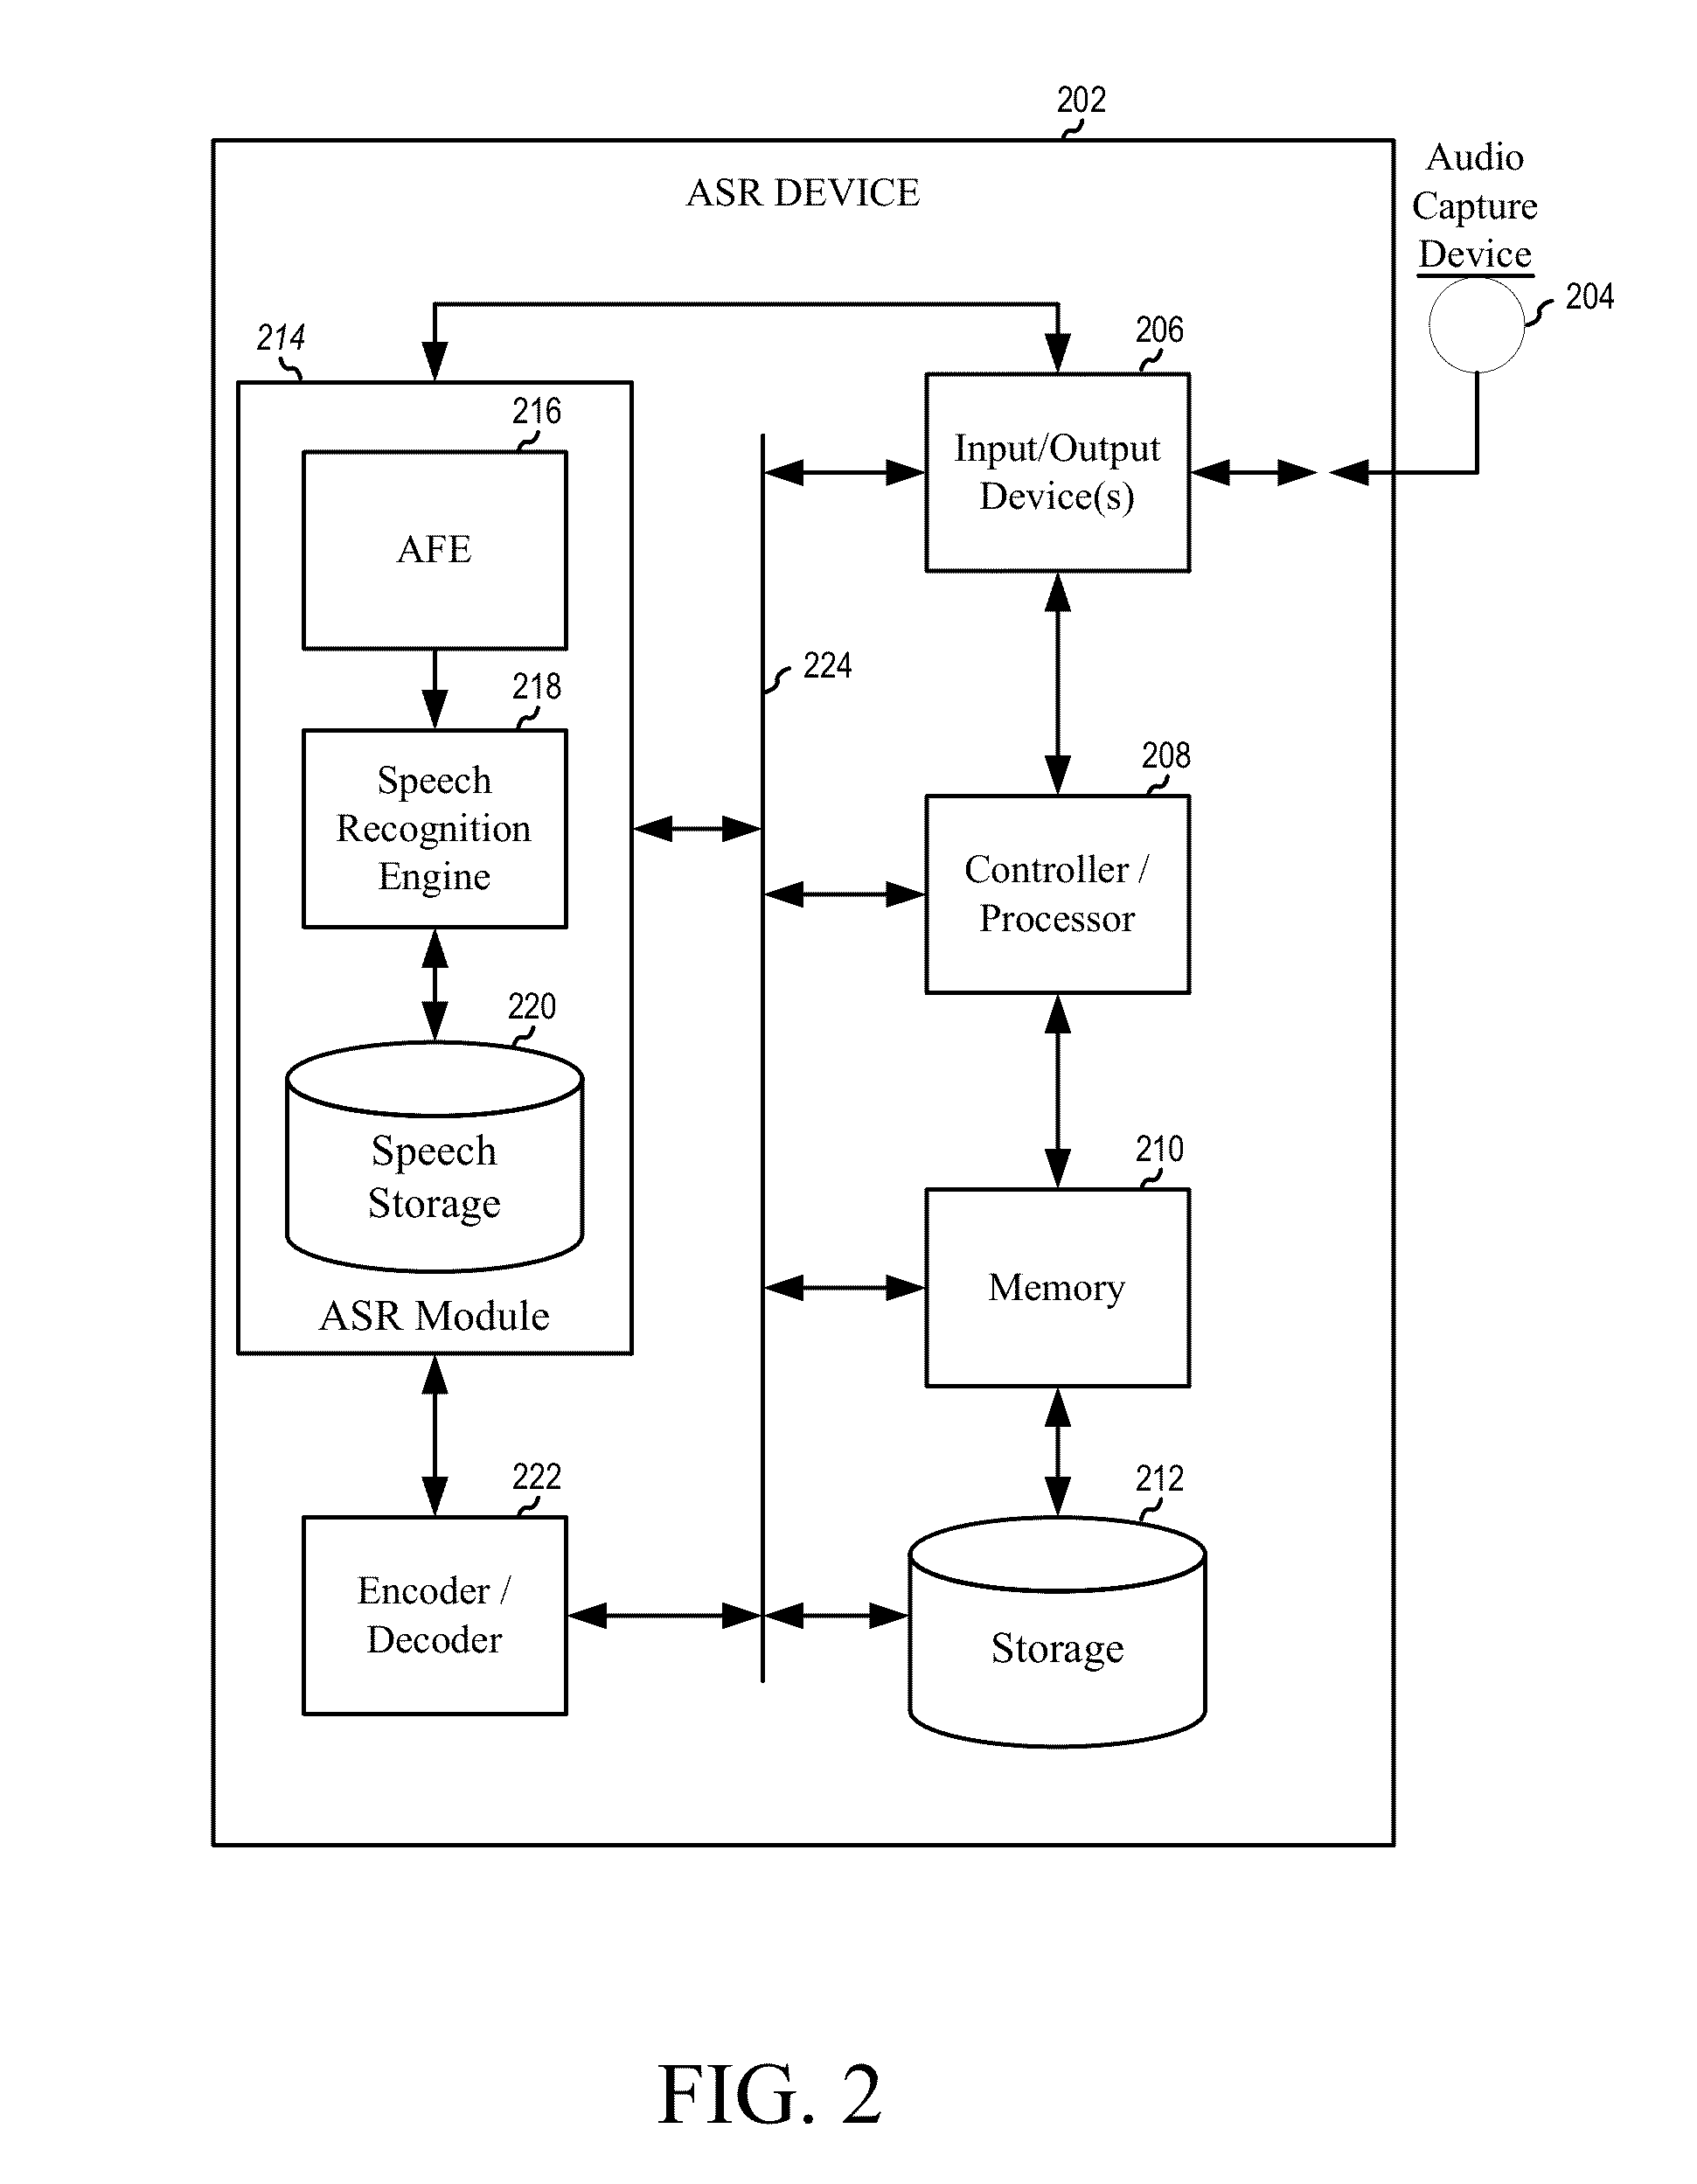 202
ASR DEVICE
Audio
Capture
Device
204
214
206
216
Input/Output
Device(s)
AFE
224
218
208
Speech
Recognition
Engine
Controller /
Processor
220
Speech
Storage
210
Memory
ASR Module
222
212
Encoder /
Decoder
Storage
FIG. 2